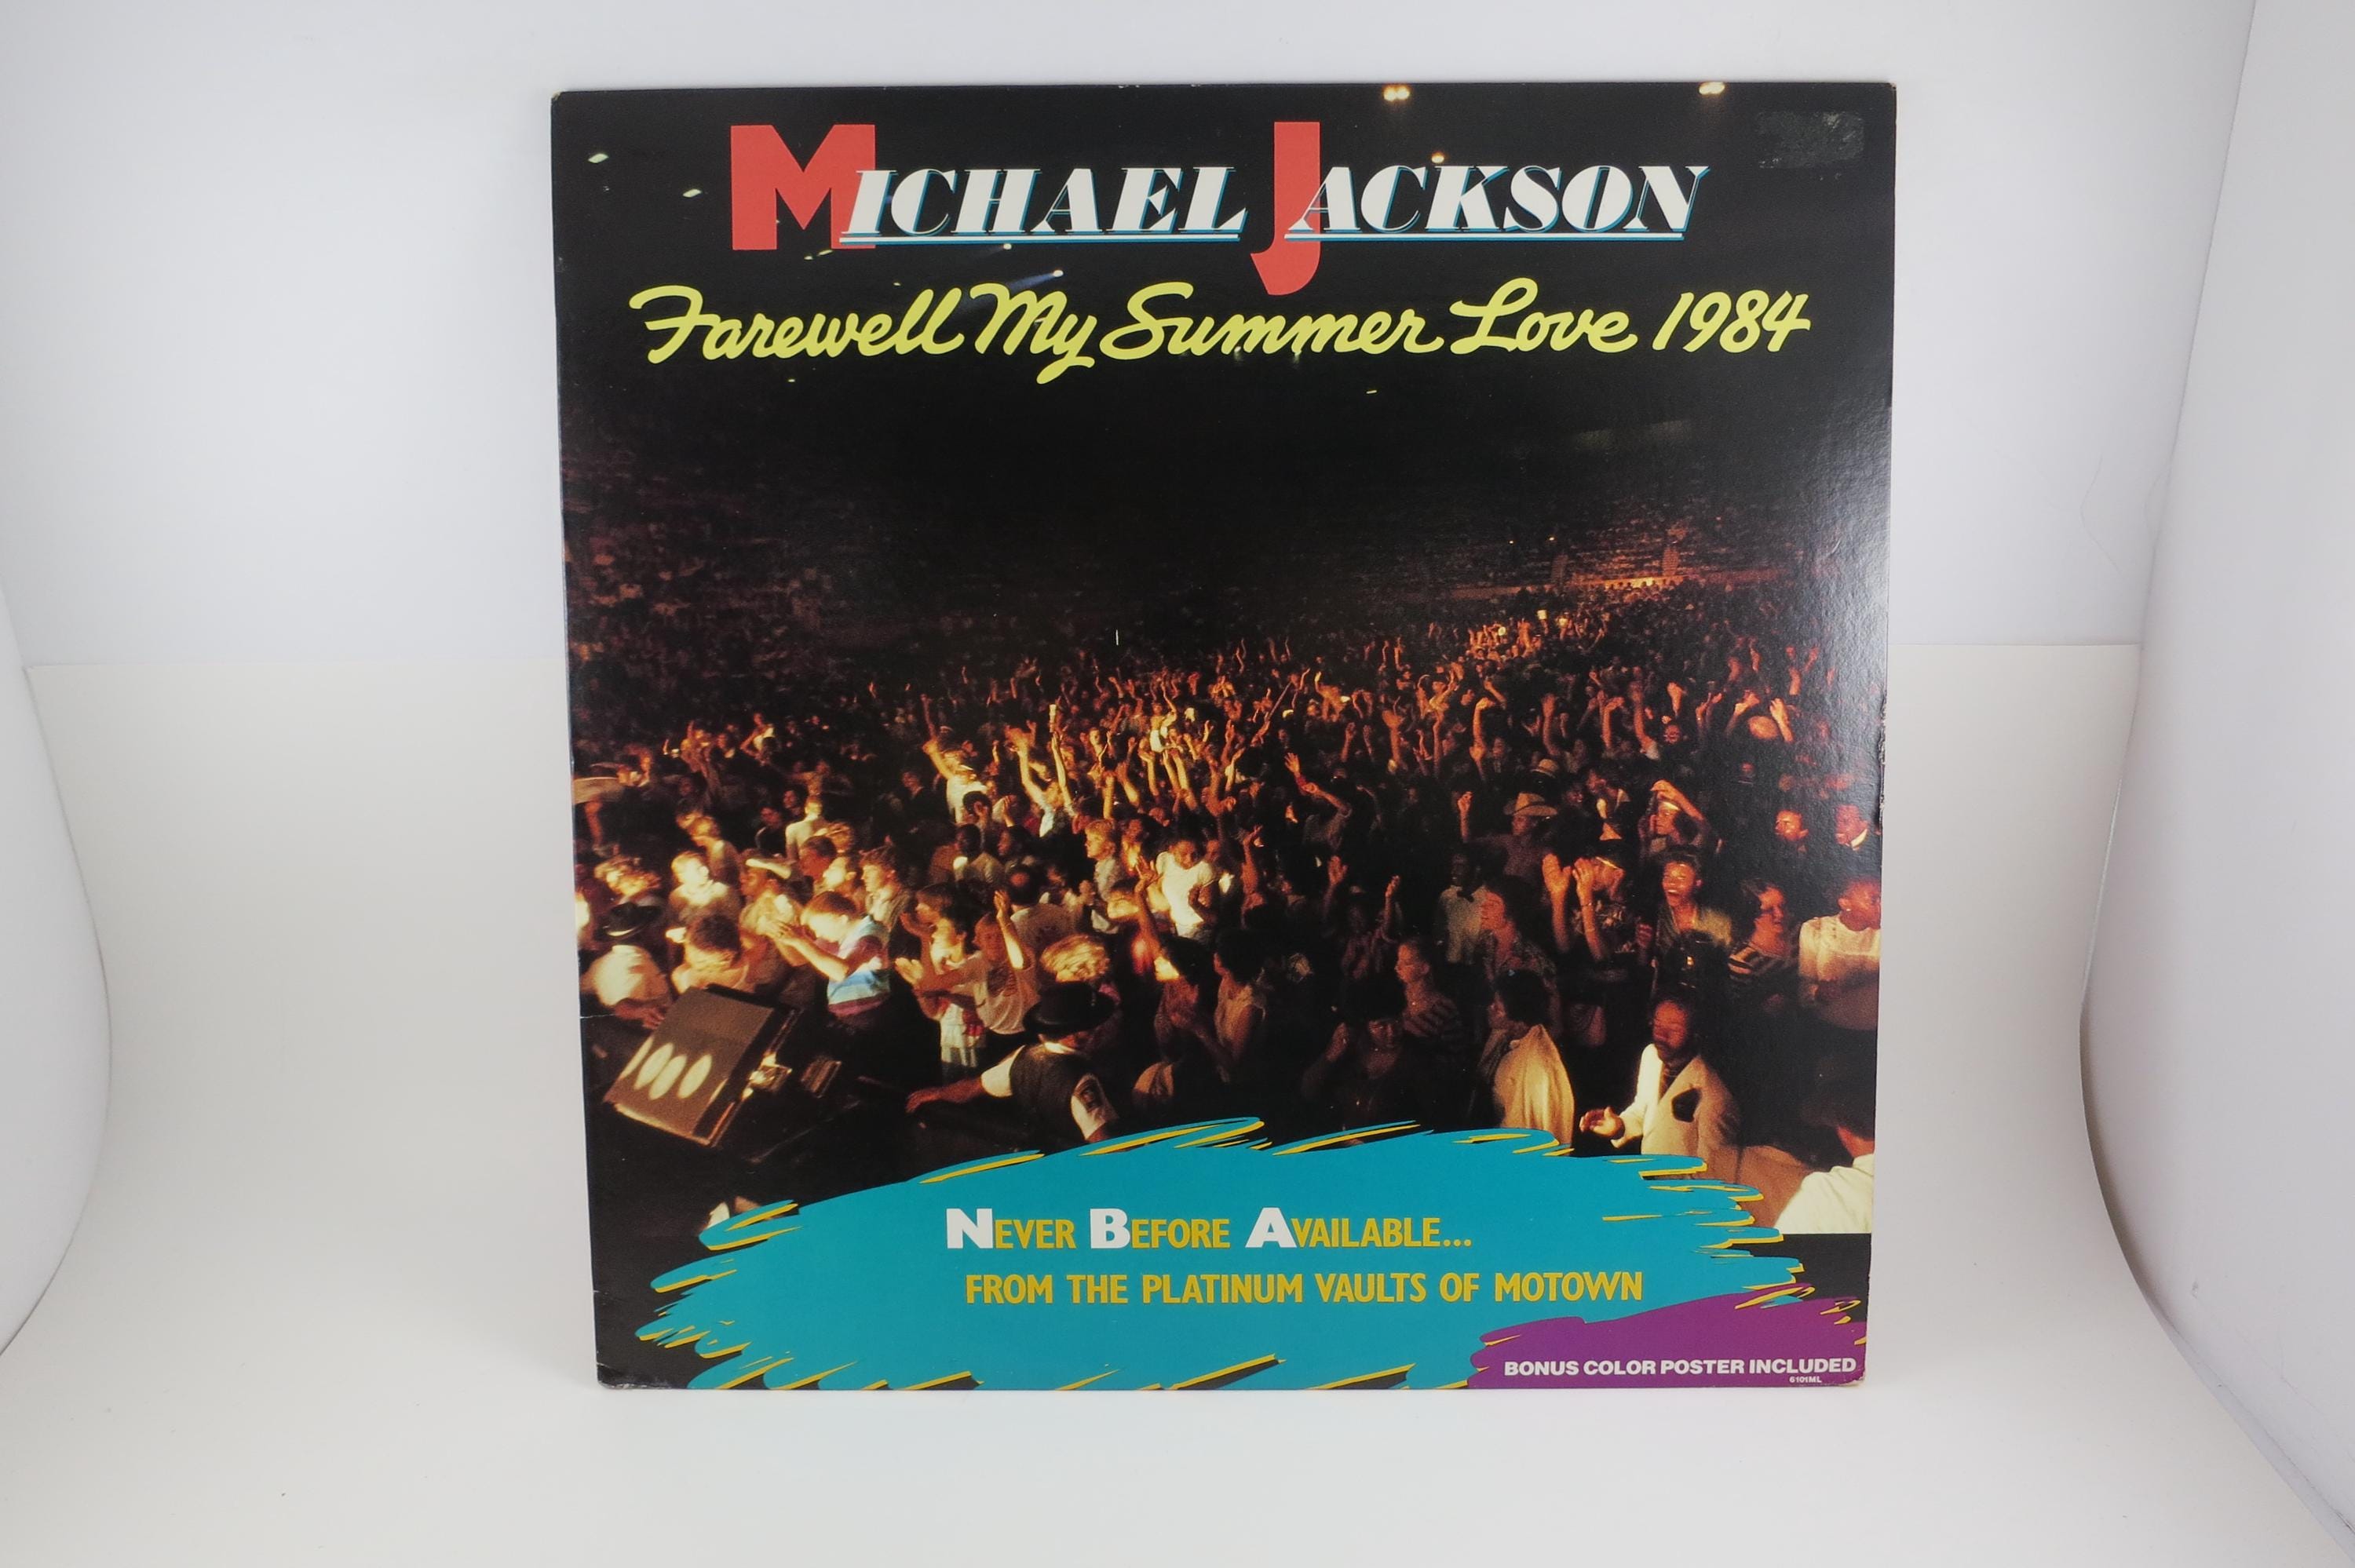 MICHAEL JACKSON
Farewell My Summer Love 1984
NEVER BEFORE AVAILABLE...
FROM THE PLATINUM VAULTS OF MOTOWN
BONUS COLOR POSTER INCLUDED
6101ML